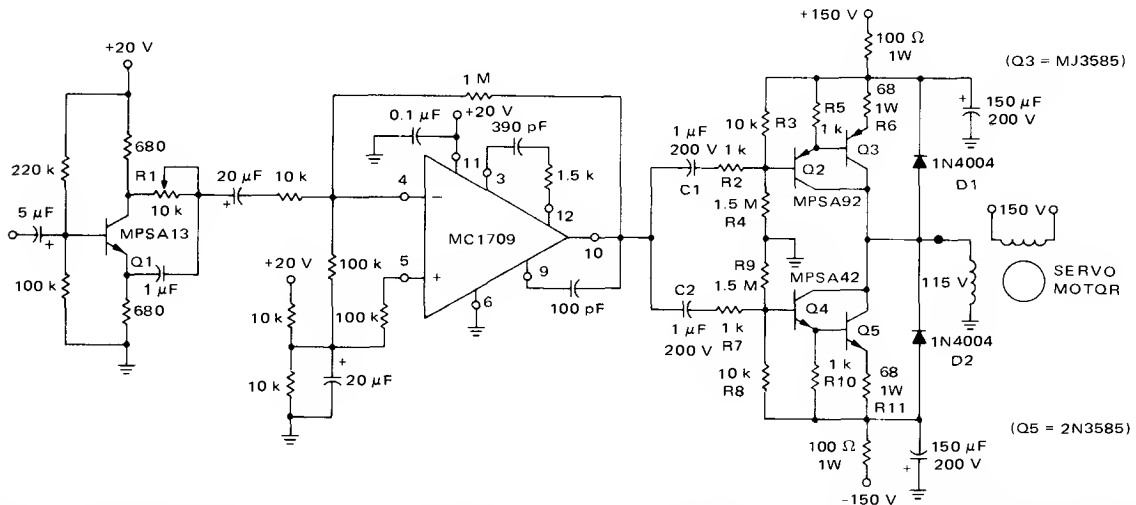 +20 V
680
220 k
R1
10 k
5 µF
+
MPSA13
Q1
1 µF
100 k
680
20 µF
+
10 k
+20 V
10 k
10 k
100 k
100 k
+
20 µF
1 M
0.1 µF
+20 V
390 pF
11
3
1.5 k
4
−
12
MC1709
10
5
+
9
6
100 pF
1 µF
200 V
C1
1 k
R2
C2
1 µF
200 V
1 k
R7
+150 V
100 Ω
1W
(Q3 = MJ3585)
68
1W
R6
R5
1 k
10 k
R3
Q3
Q2
MPSA92
1.5 M
R4
+
150 µF
200 V
1N4004
D1
150 V
SERVO
MOTQR
115 V
R9
1.5 M
MPSA42
Q4
Q5
1N4004
D2
1 k
R10
10 k
R8
68
1W
R11
(Q5 = 2N3585)
100 Ω
1W
−150 V
150 µF
200 V
+